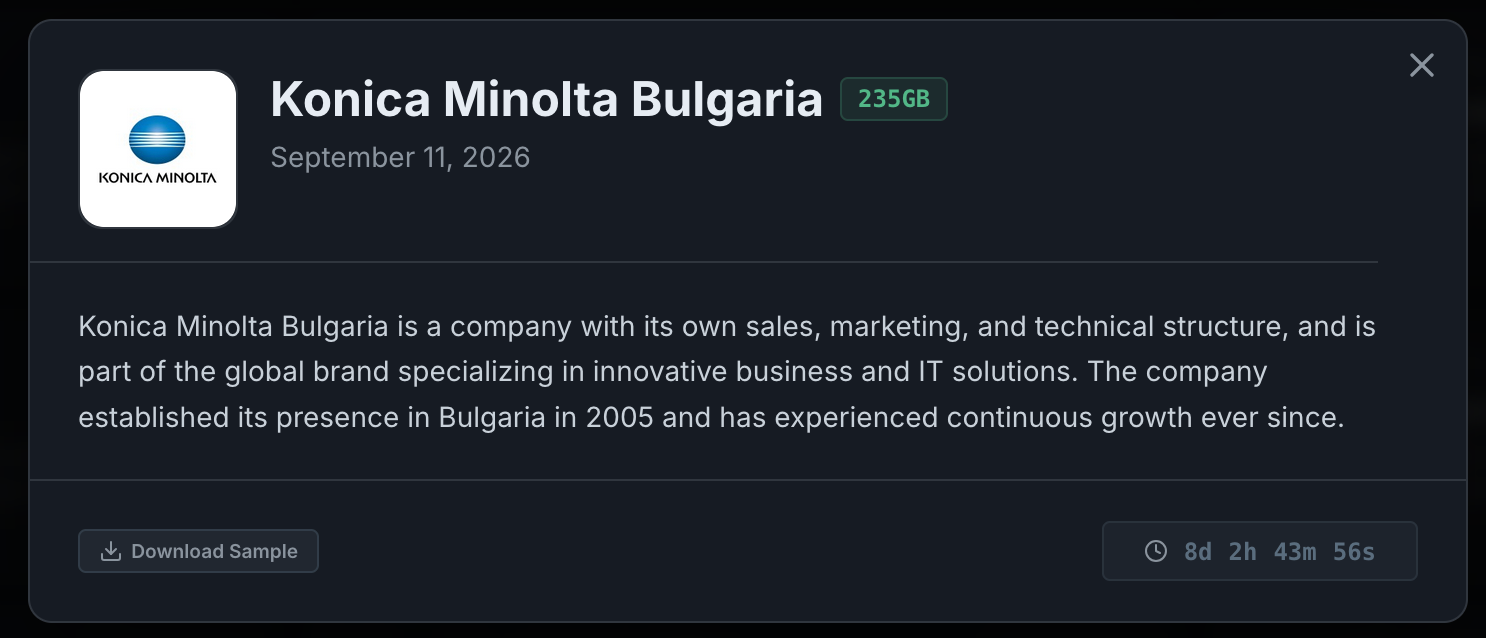 Konica Minolta Bulgaria 235GB
September 11, 2026
KONICA MINOLTA
Konica Minolta Bulgaria is a company with its own sales, marketing, and technical structure, and is
part of the global brand specializing in innovative business and IT solutions. The company
established its presence in Bulgaria in 2005 and has experienced continuous growth ever since.
Download Sample
8d 2h 43m 56s